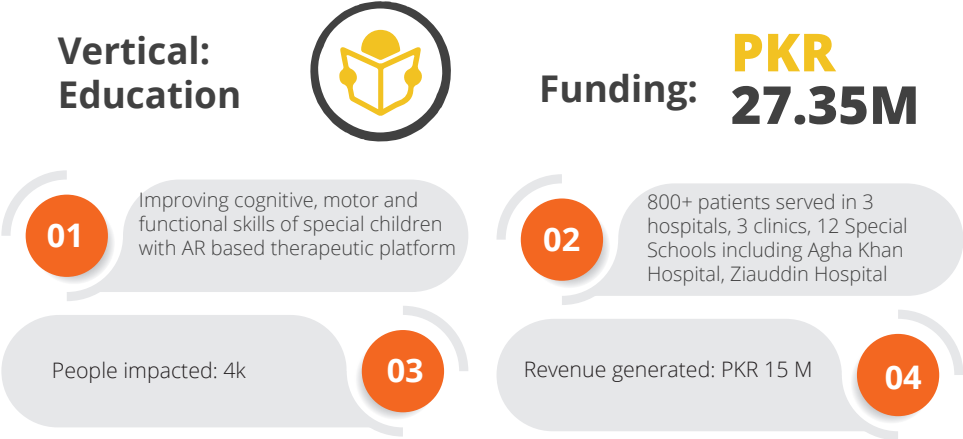 Vertical:
Education
Funding:
PKR
27.35M
01
Improving cognitive, motor and
functional skills of special children
with AR based therapeutic platform
02
800+ patients served in 3
hospitals, 3 clinics, 12 Special
Schools including Agha Khan
Hospital, Ziauddin Hospital
People impacted: 4k
03
Revenue generated: PKR 15 M
04